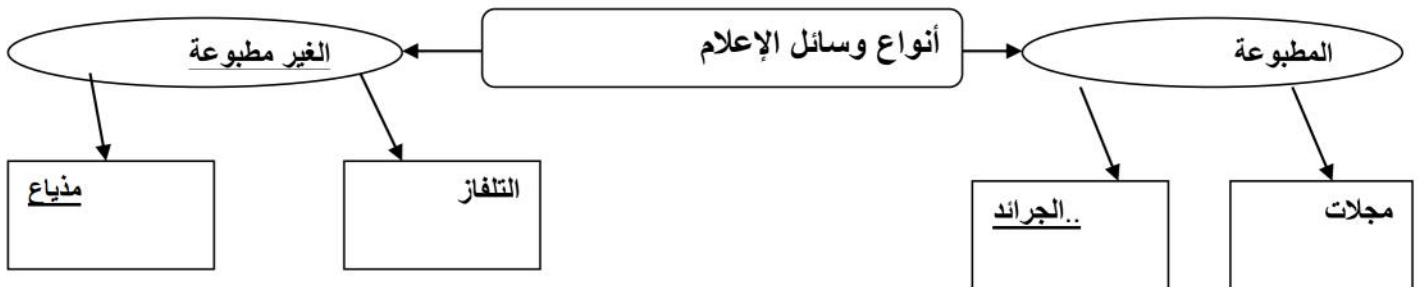 أنواع وسائل الإعلام
المطبوعة
الغير مطبوعة
مجلات
..الجرائد
التلفاز
مذياع